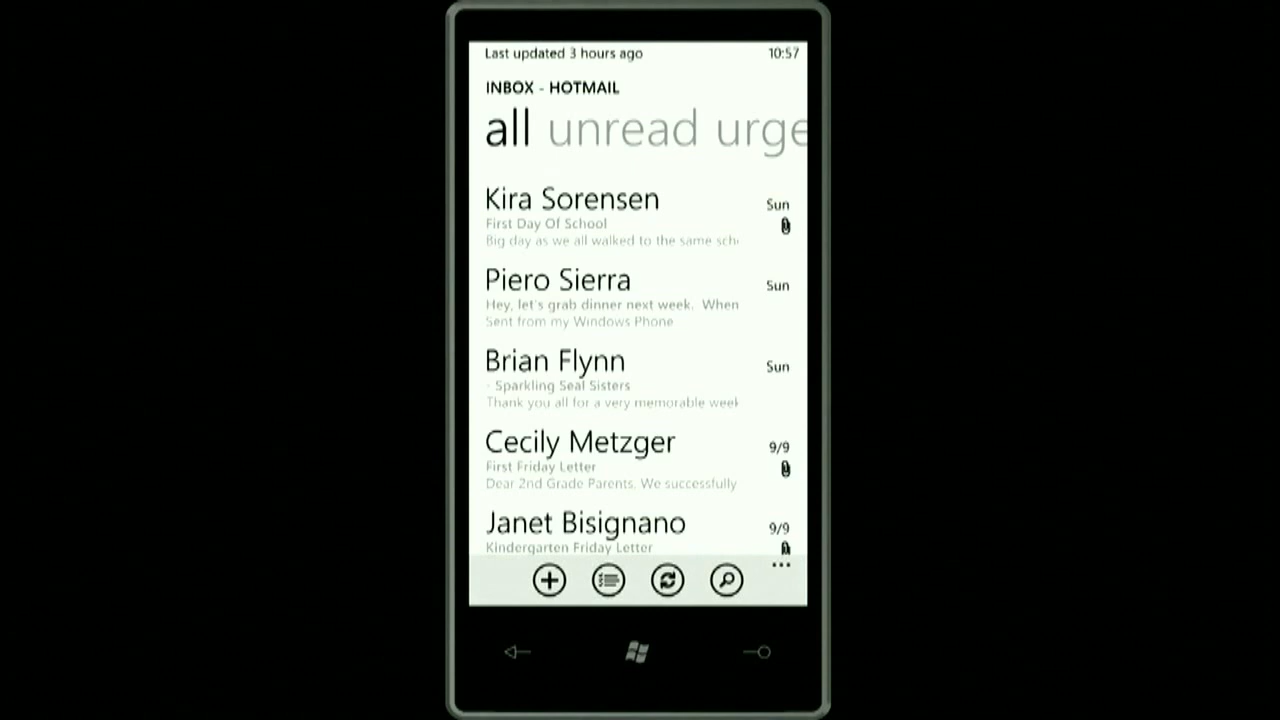 Last updated 3 hours ago 10:57
INBOX - HOTMAIL
all unread urge
Kira Sorensen Sun
First Day Of School
Big day as we all walked to the same sch
Piero Sierra Sun
Hey, let's grab dinner next week. When
Sent from my Windows Phone
Brian Flynn Sun
- Sparkling Seal Sisters
Thank you all for a very memorable week
Cecily Metzger 9/9
First Friday Letter
Dear 2nd Grade Parents, We successfully
Janet Bisignano 9/9
Kindergarten Friday Letter